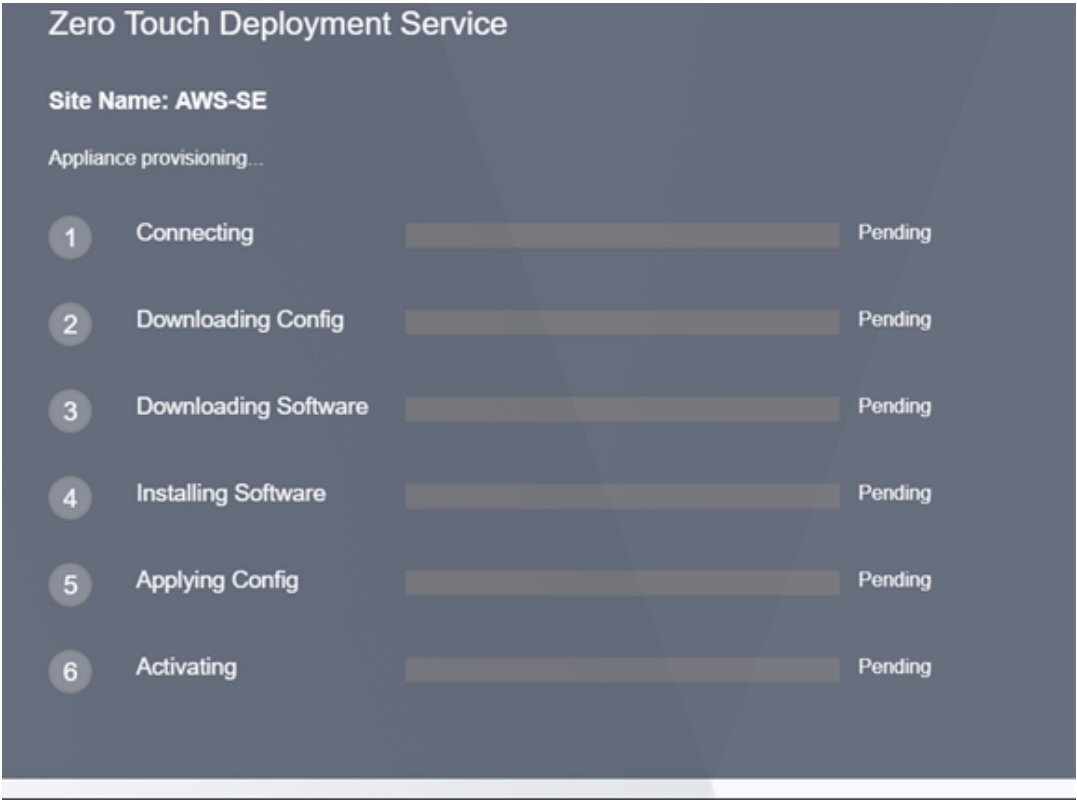 Zero Touch Deployment Service
Site Name: AWS-SE
Appliance provisioning...
1 Connecting Pending
2 Downloading Config Pending
3 Downloading Software Pending
4 Installing Software Pending
5 Applying Config Pending
6 Activating Pending